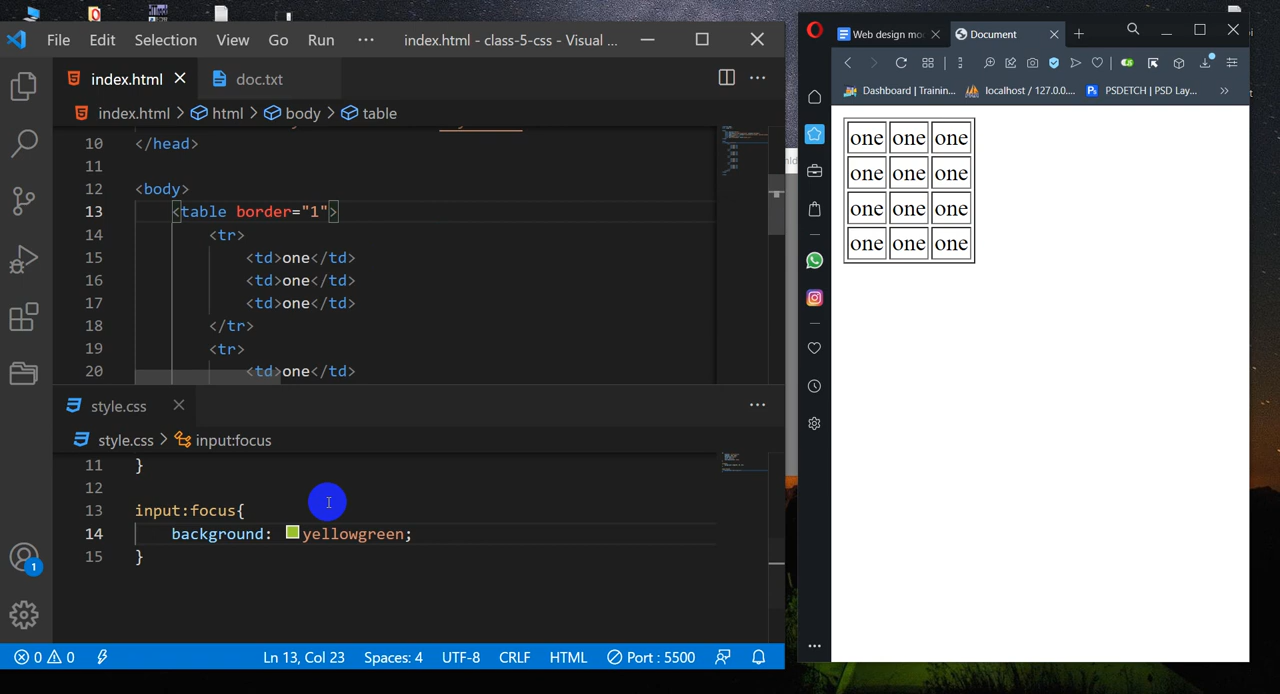 File Edit Selection View Go Run ··· index.html - class-5-css - Visual ...
index.html doc.txt
index.html > html > body > table
10 </head>
11
12 <body>
13 <table border="1">
14 <tr>
15 <td>one</td>
16 <td>one</td>
17 <td>one</td>
18 </tr>
19 <tr>
20 <td>one</td>
style.css
style.css > input:focus
11 }
12
13 input:focus{
14 background: yellowgreen;
15 }
1
0 0 Ln 13, Col 23 Spaces: 4 UTF-8 CRLF HTML Port : 5500
Web design mo Document
Dashboard | Trainin... localhost / 127.0.0.... PSDETCH | PSD Lay...
one one one
one one one
one one one
one one one